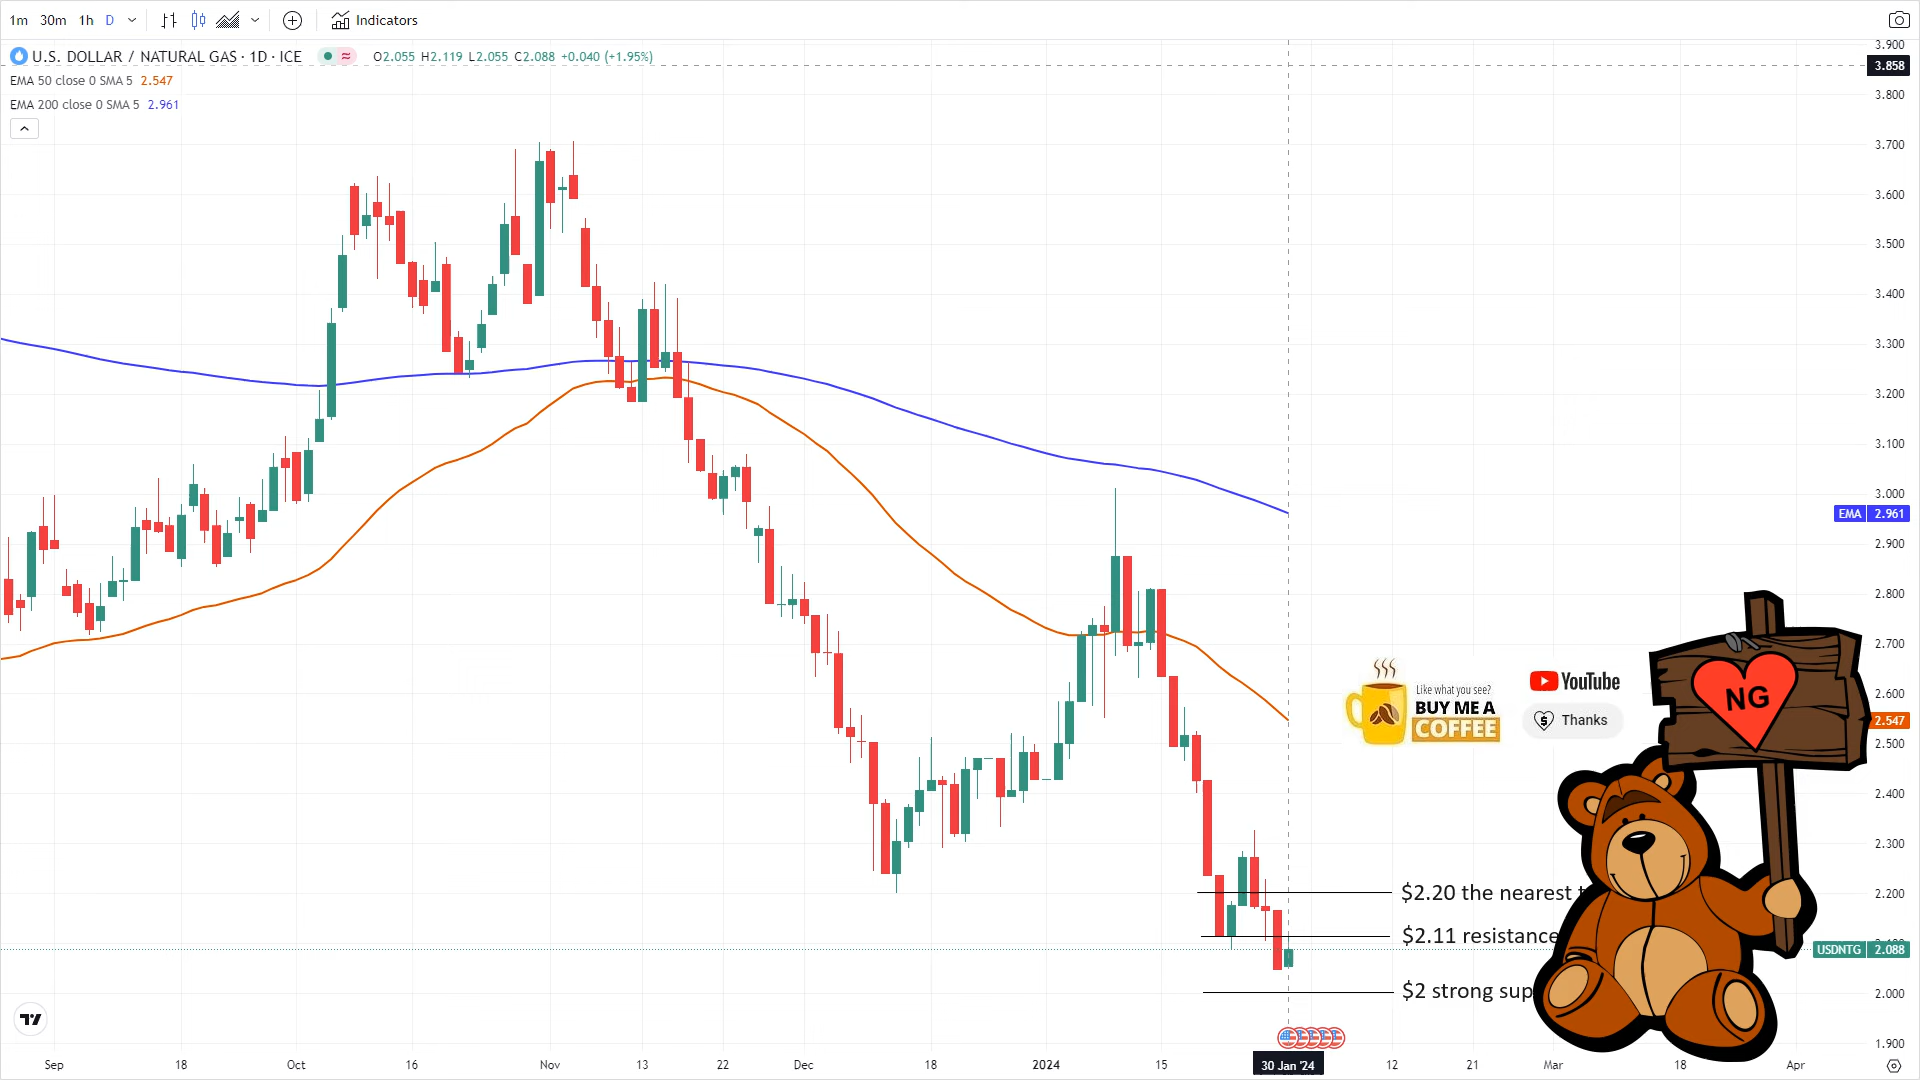 1m 30m 1h D Indicators
U.S. DOLLAR / NATURAL GAS · 1D · ICE O2.055 H2.119 L2.055 C2.088 +0.040 (+1.95%)
EMA 50 close 0 SMA 5 2.547
EMA 200 close 0 SMA 5 2.961
3.900
3.858
3.800
3.700
3.600
3.500
3.400
3.300
3.200
3.100
3.000
EMA 2.961
2.900
2.800
2.700
2.600
2.547
2.500
2.400
2.300
2.200
USDNTG 2.088
2.000
1.900
Like what you see?
BUY ME A
COFFEE
YouTube
Thanks
NG
$2.20 the nearest
$2.11 resistance
$2 strong sup
Sep 18 Oct 16 Nov 13 22 Dec 18 2024 15 30 Jan '24 12 21 Mar 18 Apr